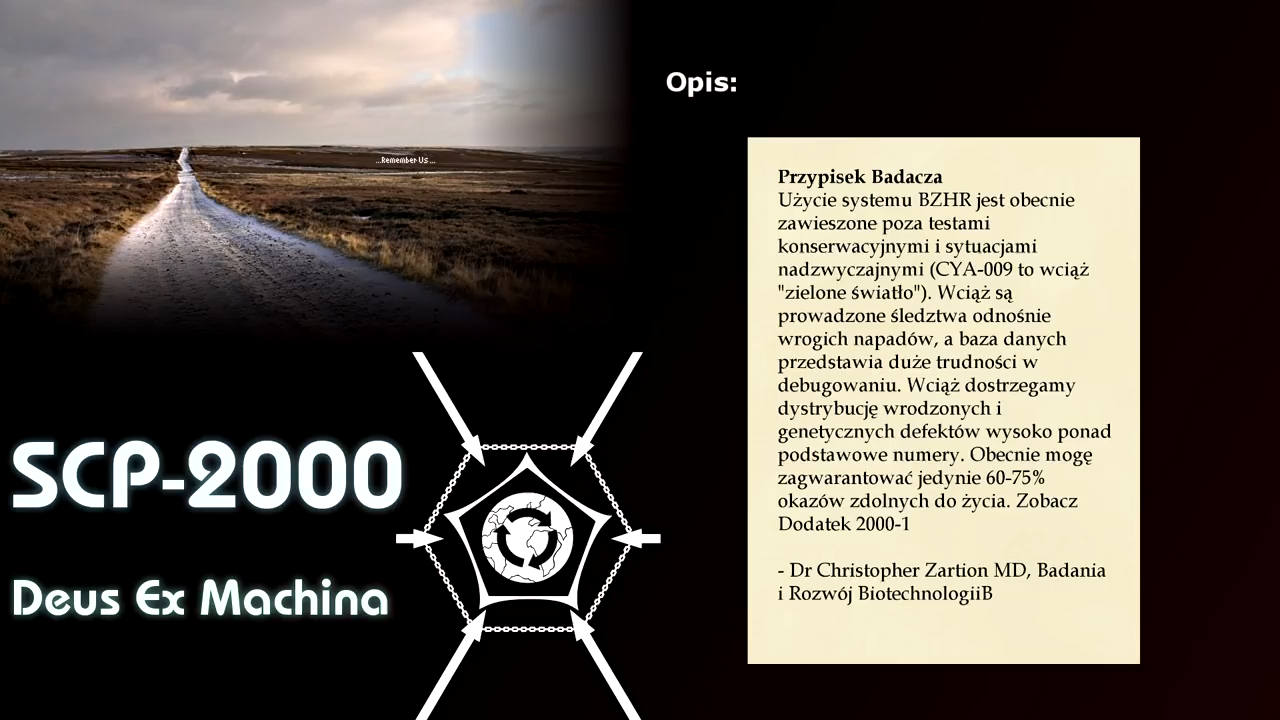 ...Remember Us...
SCP-2000
Deus Ex Machina
Opis:
Przypisek Badacza
Użycie systemu BZHR jest obecnie
zawieszone poza testami
konserwacyjnymi i sytuacjami
nadzwyczajnymi (CYA-009 to wciąż
"zielone światło"). Wciąż są
prowadzone śledztwa odnośnie
wrogich napadów, a baza danych
przedstawia duże trudności w
debugowaniu. Wciąż dostrzegamy
dystrybucję wrodzonych i
genetycznych defektów wysoko ponad
podstawowe numery. Obecnie mogę
zagwarantować jedynie 60-75%
okazów zdolnych do życia. Zobacz
Dodatek 2000-1
- Dr Christopher Zartion MD, Badania
i Rozwój BiotechnologiiB